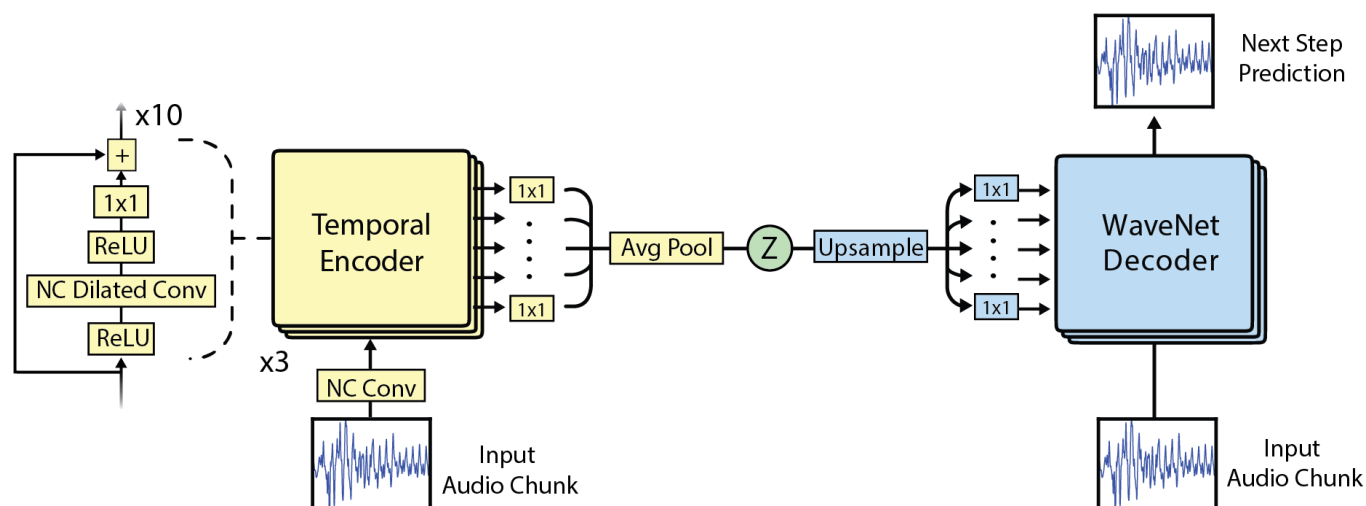 x10
+
1x1
ReLU
NC Dilated Conv
ReLU
Temporal
Encoder
x3
NC Conv
Input
Audio Chunk
1x1
1x1
Avg Pool
Z
Upsample
1x1
1x1
WaveNet
Decoder
Next Step
Prediction
Input
Audio Chunk